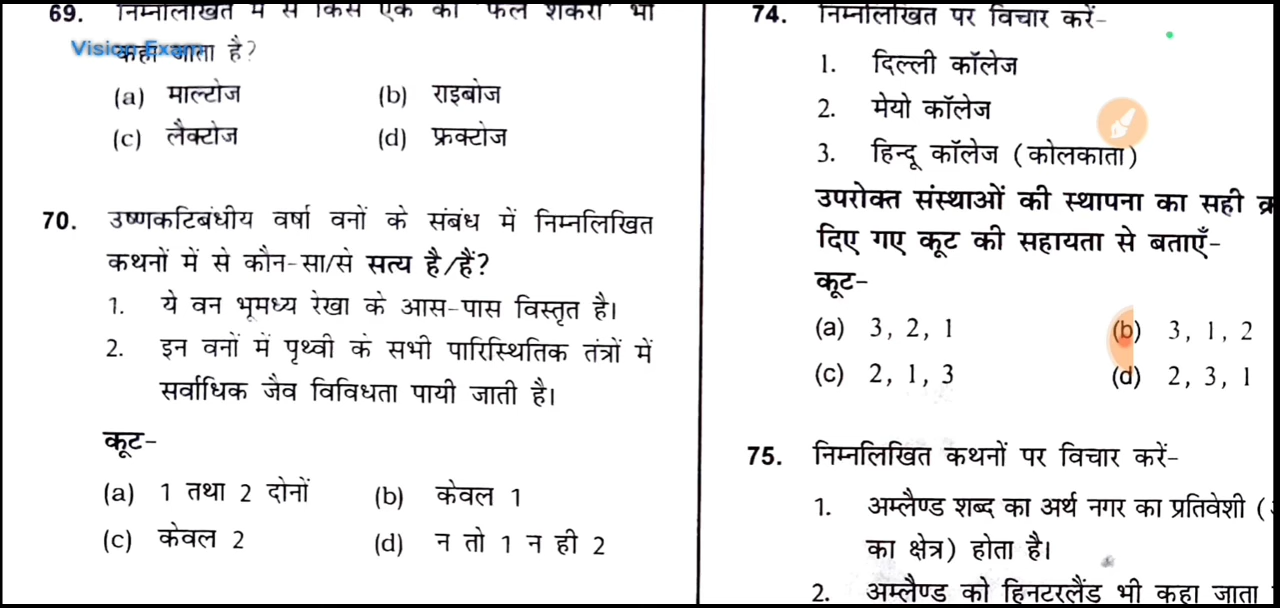 69. निम्नलिखित में से किस एक को 'फल शर्करा' भी
Vision Exam
कहा जाता है?
(a) माल्टोज (b) राइबोज
(c) लैक्टोज (d) फ्रक्टोज
70. उष्णकटिबंधीय वर्षा वनों के संबंध में निम्नलिखित
कथनों में से कौन-सा/से सत्य है/हैं?
1. ये वन भूमध्य रेखा के आस-पास विस्तृत है।
2. इन वनों में पृथ्वी के सभी पारिस्थितिक तंत्रों में
सर्वाधिक जैव विविधता पायी जाती है।
कूट-
(a) 1 तथा 2 दोनों (b) केवल 1
(c) केवल 2 (d) न तो 1 न ही 2
74. निम्नलिखित पर विचार करें-
1. दिल्ली कॉलेज
2. मेयो कॉलेज
3. हिन्दू कॉलेज (कोलकाता)
उपरोक्त संस्थाओं की स्थापना का सही
दिए गए कूट की सहायता से बताएँ-
कूट-
(a) 3, 2, 1 (b) 3, 1, 2
(c) 2, 1, 3 (d) 2, 3, 1
75. निम्नलिखित कथनों पर विचार करें-
1. अम्लैण्ड शब्द का अर्थ नगर का प्रतिवेशी
का क्षेत्र) होता है।
2. अम्लैण्ड को हिनटरलैंड भी कहा जाता